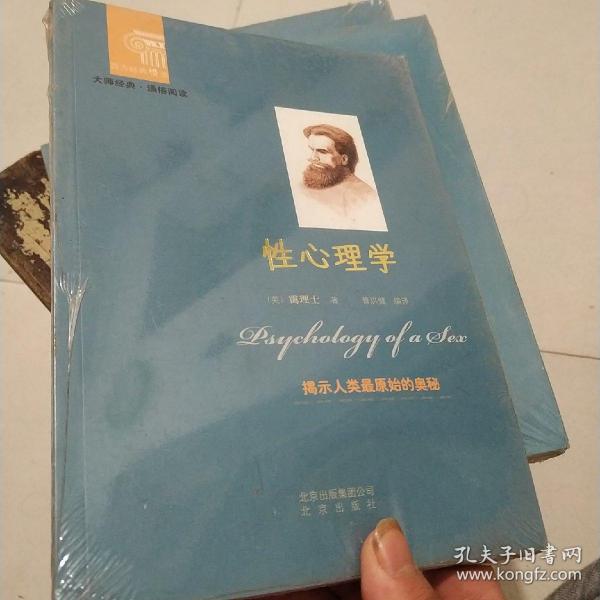 大师经典·通俗阅读
性心理学
(英) 霭理士 著 编译
Psychology of a Sex
揭示人类最原始的奥秘
北京出版集团公司
北京出版社
孔夫子旧书网
www.kongfz.com